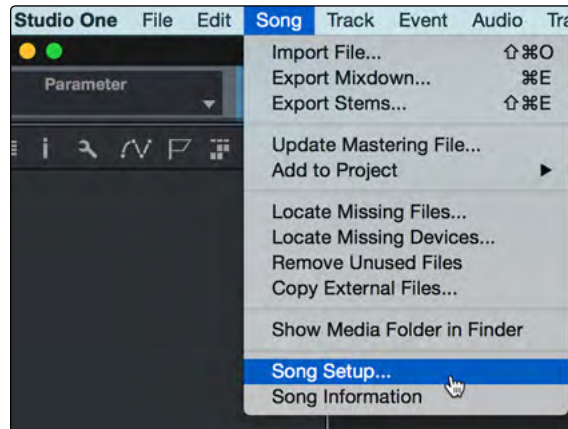 Studio One File Edit Song Track Event Audio Tra
Parameter
Import File... ⇧⌘O
Export Mixdown... ⌘E
Export Stems... ⇧⌘E
Update Mastering File...
Add to Project
Locate Missing Files...
Locate Missing Devices...
Remove Unused Files
Copy External Files...
Show Media Folder in Finder
Song Setup...
Song Information